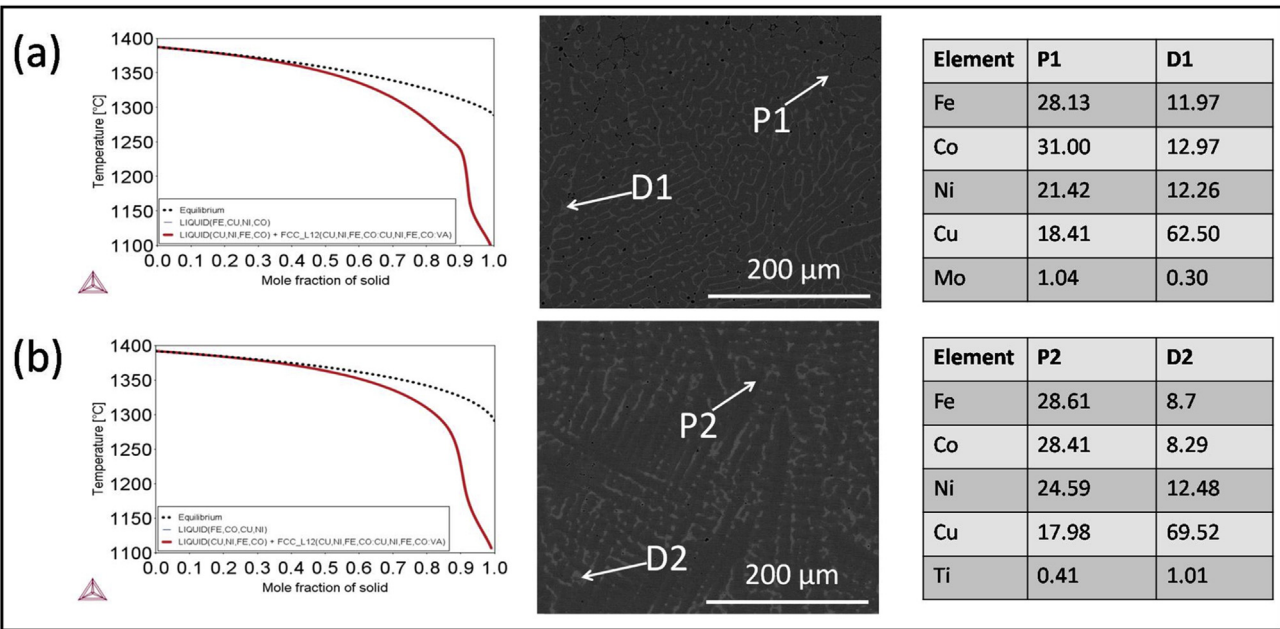 (a)
1400
1350
1300
1250
1200
1150
1100
Temperature [°C]
Equilibrium
LIQUID(FE,CU,NI,CO)
LIQUID(CU,NI,FE,CO) + FCC_L12(CU,NI,FE,CO:CU,NI,FE,CO:VA)
0.0 0.1 0.2 0.3 0.4 0.5 0.6 0.7 0.8 0.9 1.0
Mole fraction of solid
P1
D1
200 µm
Element P1 D1
Fe 28.13 11.97
Co 31.00 12.97
Ni 21.42 12.26
Cu 18.41 62.50
Mo 1.04 0.30
(b)
1400
1350
1300
1250
1200
1150
1100
Temperature [°C]
Equilibrium
LIQUID(FE,CO,CU,NI)
LIQUID(CU,NI,FE,CO) + FCC_L12(CU,NI,FE,CO:CU,NI,FE,CO:VA)
0.0 0.1 0.2 0.3 0.4 0.5 0.6 0.7 0.8 0.9 1.0
Mole fraction of solid
P2
D2
200 µm
Element P2 D2
Fe 28.61 8.7
Co 28.41 8.29
Ni 24.59 12.48
Cu 17.98 69.52
Ti 0.41 1.01